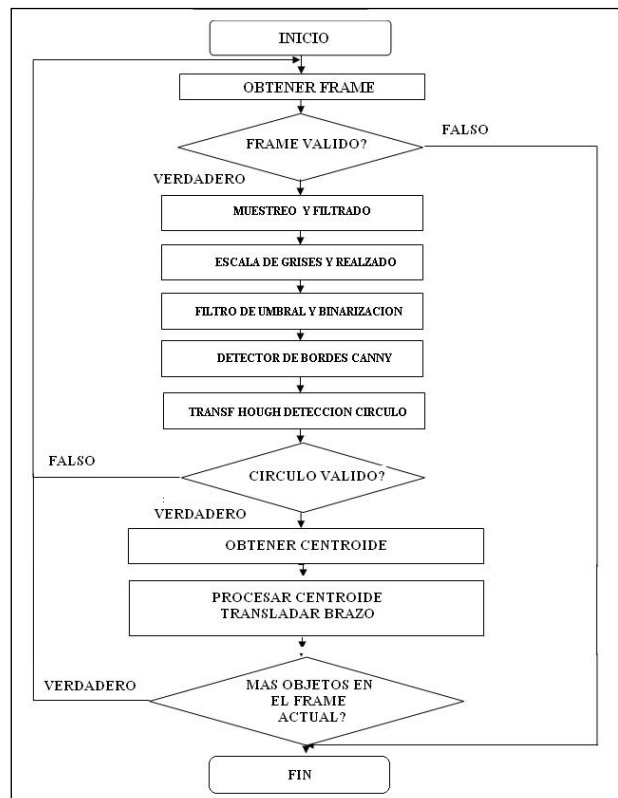 INICIO
OBTENER FRAME
FRAME VALIDO?
FALSO
VERDADERO
MUESTREO Y FILTRADO
ESCALA DE GRISES Y REALZADO
FILTRO DE UMBRAL Y BINARIZACION
DETECTOR DE BORDES CANNY
TRANSF HOUGH DETECCION CIRCULO
FALSO
CIRCULO VALIDO?
VERDADERO
OBTENER CENTROIDE
PROCESAR CENTROIDE
TRANSLADAR BRAZO
VERDADERO
MAS OBJETOS EN
EL FRAME
ACTUAL?
FIN